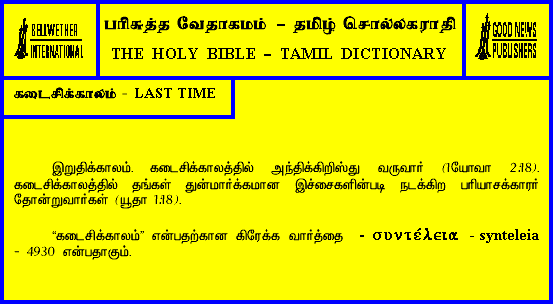 BELLWETHER
INTERNATIONAL
பரிசுத்த வேதாகமம் - தமிழ் சொல்லகராதி
THE HOLY BIBLE - TAMIL DICTIONARY
GOOD NEWS
PUBLISHERS
கடைசிக்காலம் - LAST TIME
இறுதிக்காலம். கடைசிக்காலத்தில் அந்திக்கிறிஸ்து வருவார் (1யோவா 2:18).
கடைசிக்காலத்தில் தங்கள் துன்மார்க்கமான இச்சைகளின்படி நடக்கிற பரியாசக்காரர்
தோன்றுவார்கள் (யூதா 1:18).
"கடைசிக்காலம்" என்பதற்கான கிரேக்க வார்த்தை - συντέλεια - synteleia
- 4930 என்பதாகும்.